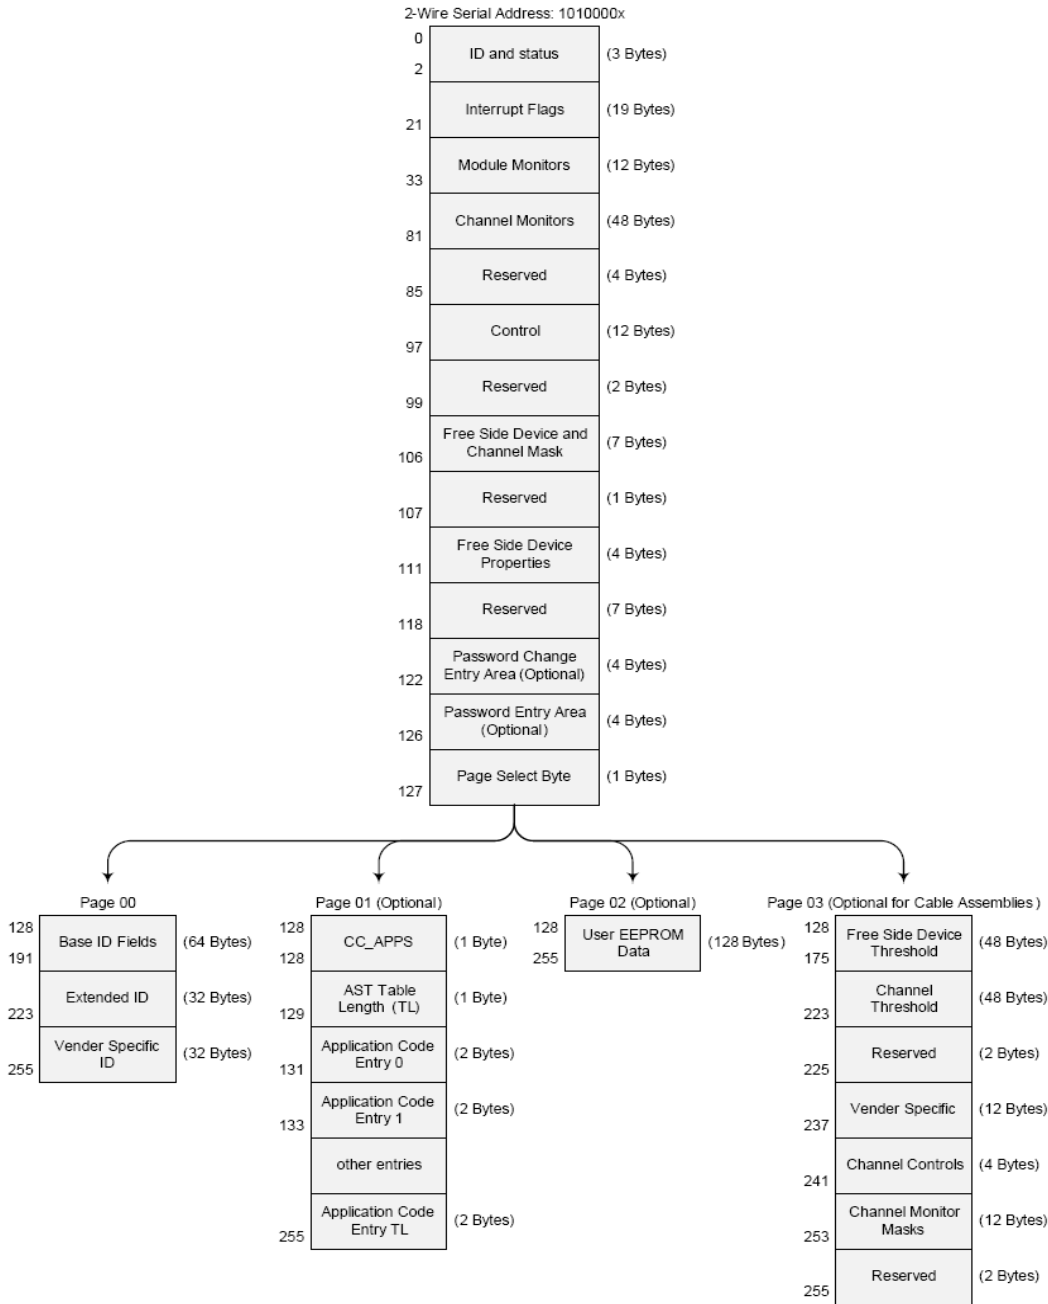 2-Wire Serial Address: 1010000x
0
ID and status
(3 Bytes)
2
Interrupt Flags
(19 Bytes)
21
Module Monitors
(12 Bytes)
33
Channel Monitors
(48 Bytes)
81
Reserved
(4 Bytes)
85
Control
(12 Bytes)
97
Reserved
(2 Bytes)
99
Free Side Device and
Channel Mask
(7 Bytes)
106
Reserved
(1 Bytes)
107
Free Side Device
Properties
(4 Bytes)
111
Reserved
(7 Bytes)
118
Password Change
Entry Area (Optional)
(4 Bytes)
122
Password Entry Area
(Optional)
(4 Bytes)
126
Page Select Byte
(1 Bytes)
127
Page 00
128
Base ID Fields
(64 Bytes)
191
Extended ID
(32 Bytes)
223
Vender Specific
ID
(32 Bytes)
255
Page 01 (Optional)
128
CC_APPS
(1 Byte)
128
AST Table
Length (TL)
(1 Byte)
129
Application Code
Entry 0
(2 Bytes)
131
Application Code
Entry 1
(2 Bytes)
133
other entries
Application Code
Entry TL
(2 Bytes)
255
Page 02 (Optional)
128
User EEPROM
Data
(128 Bytes)
255
Page 03 (Optional for Cable Assemblies)
128
Free Side Device
Threshold
(48 Bytes)
175
Channel
Threshold
(48 Bytes)
223
Reserved
(2 Bytes)
225
Vender Specific
(12 Bytes)
237
Channel Controls
(4 Bytes)
241
Channel Monitor
Masks
(12 Bytes)
253
Reserved
(2 Bytes)
255